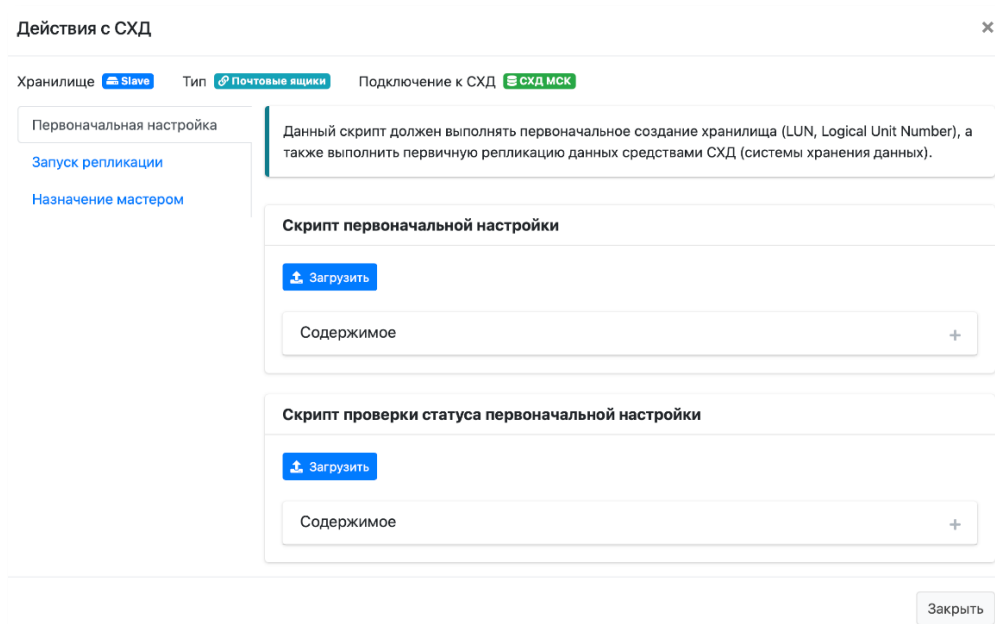 Действия с СХД
Хранилище Slave Тип Почтовые ящики Подключение к СХД СХД МСК
Первоначальная настройка
Запуск репликации
Назначение мастером
Данный скрипт должен выполнять первоначальное создание хранилища (LUN, Logical Unit Number), а
также выполнить первичную репликацию данных средствами СХД (системы хранения данных).
Скрипт первоначальной настройки
Загрузить
Содержимое
Скрипт проверки статуса первоначальной настройки
Загрузить
Содержимое
Закрыть